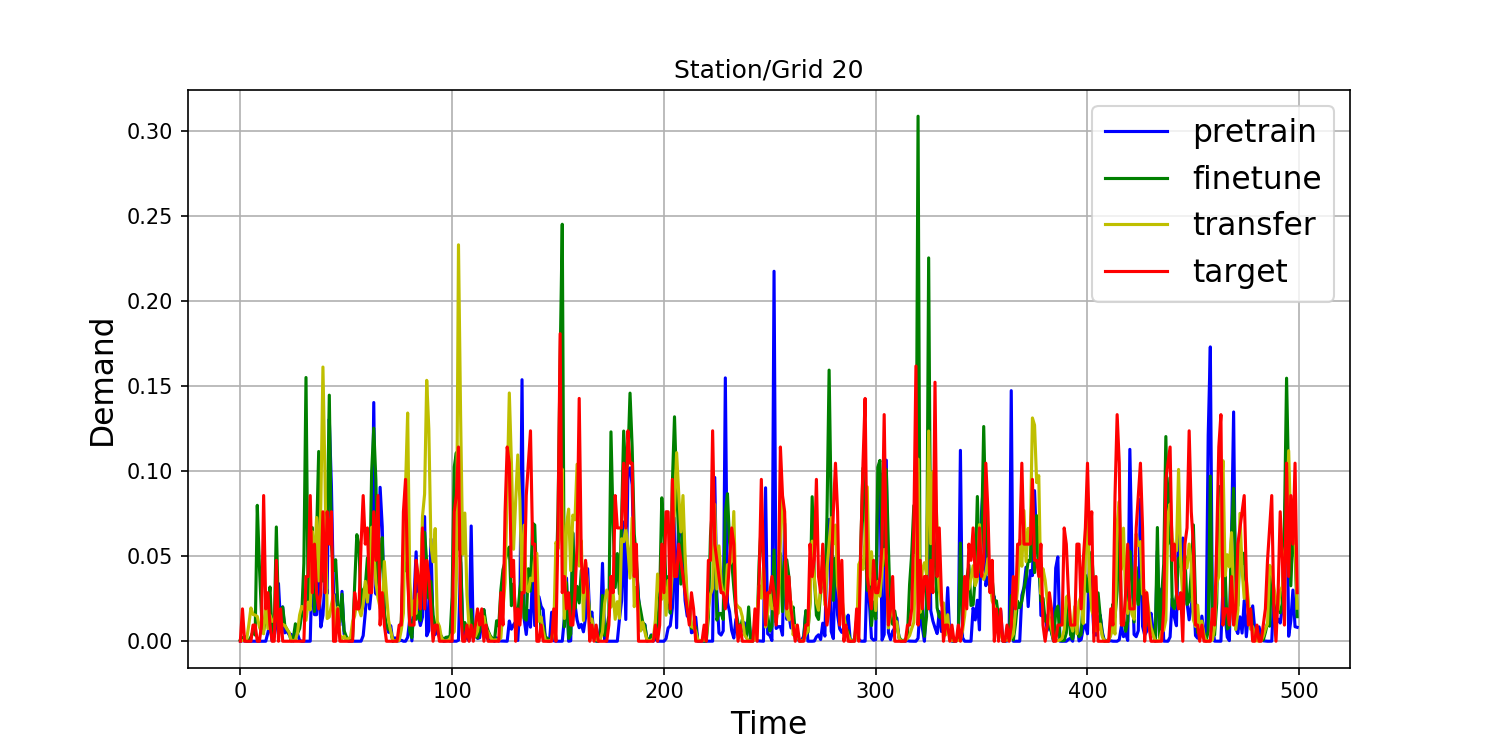 Station/Grid 20
Demand
0.30
0.25
0.20
0.15
0.10
0.05
0.00
pretrain
finetune
transfer
target
0 100 200 300 400 500
Time